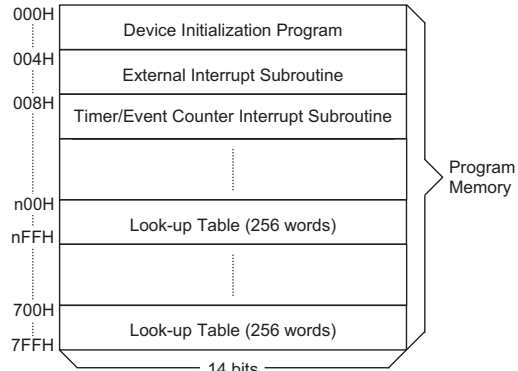 000H
Device Initialization Program
004H
External Interrupt Subroutine
008H
Timer/Event Counter Interrupt Subroutine
Program
Memory
n00H
Look-up Table (256 words)
nFFH
700H
Look-up Table (256 words)
7FFH
14 bits